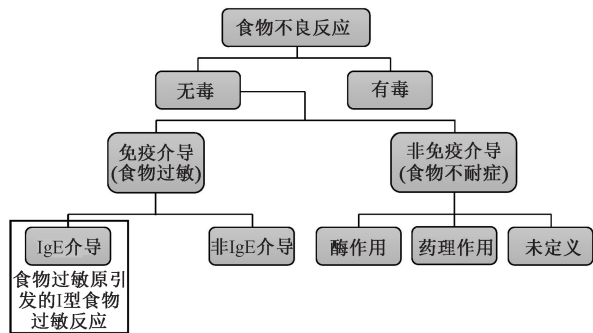 食物不良反应
无毒
有毒
免疫介导
(食物过敏)
非免疫介导
(食物不耐症)
IgE介导
非IgE介导
酶作用
药理作用
未定义
食物过敏原引
发的I型食物
过敏反应